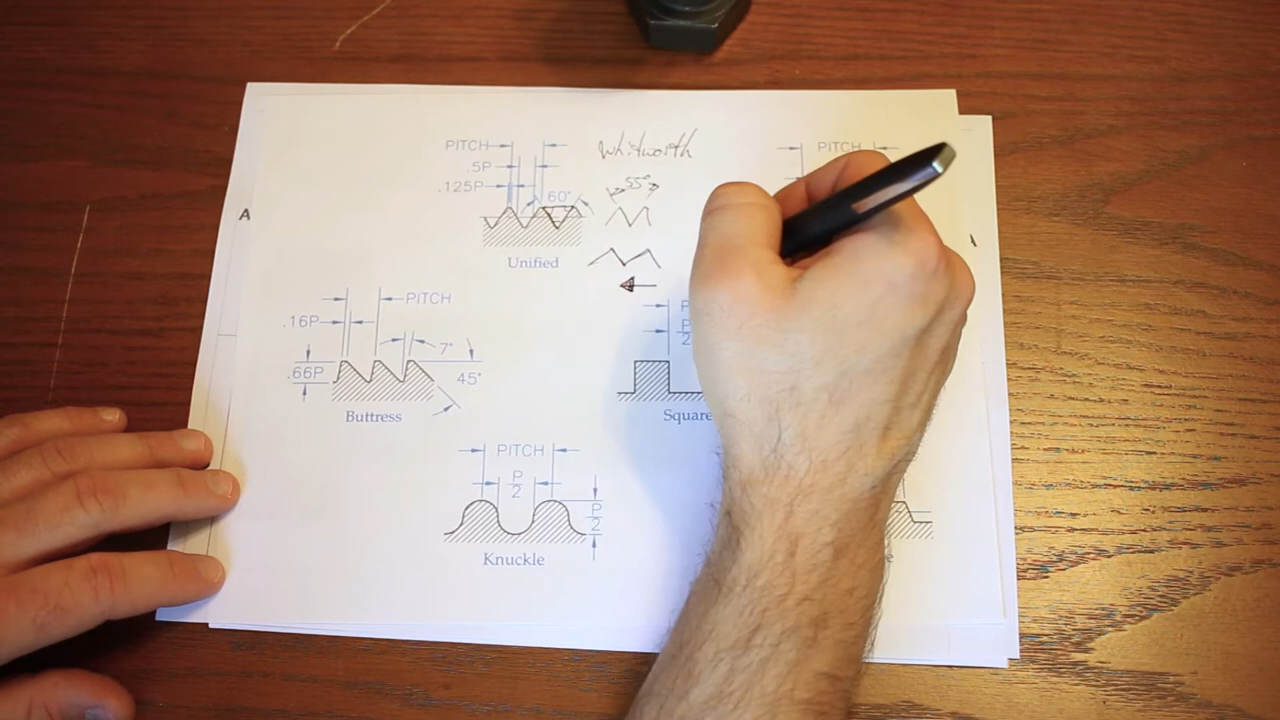 PITCH
.5P
.125P
60°
Unified
Whitworth
55°
PITCH
A
PITCH
.16P
7°
.66P
45°
Buttress
P
P
2
Square
PITCH
P
2
P
2
Knuckle